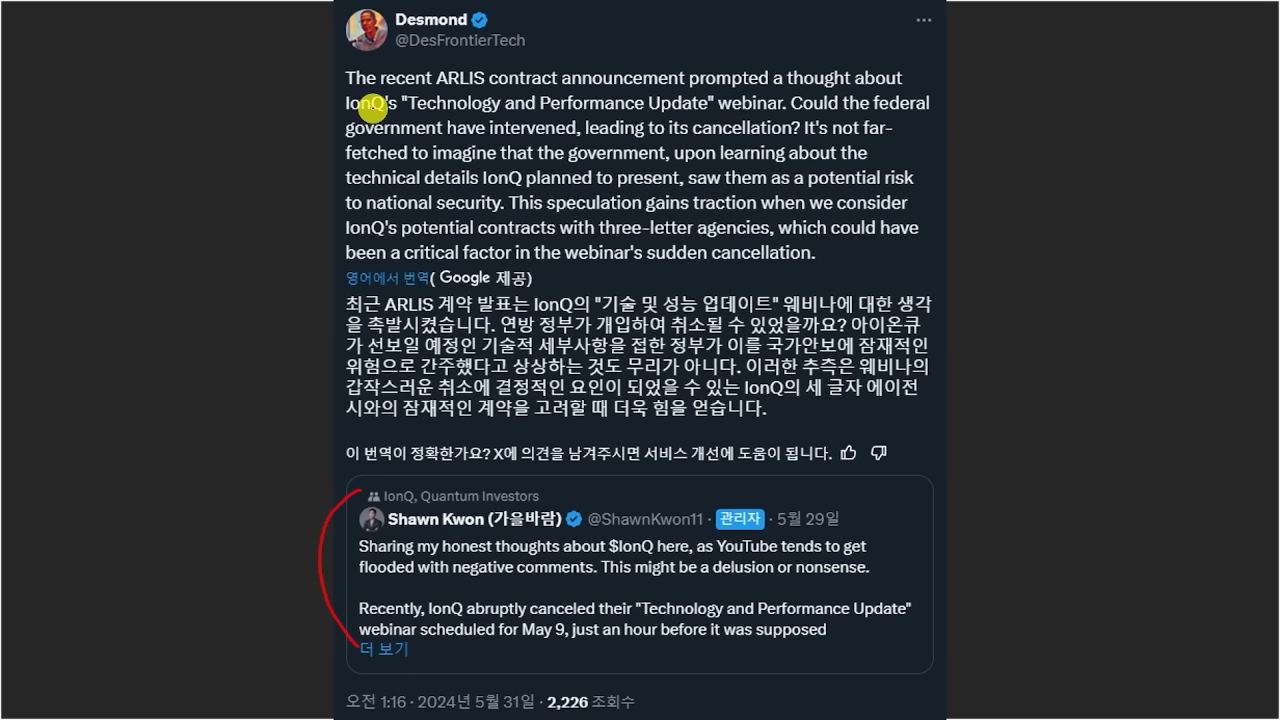 Desmond
@DesFrontierTech
The recent ARLIS contract announcement prompted a thought about
IonQ's "Technology and Performance Update" webinar. Could the federal
government have intervened, leading to its cancellation? It's not far-
fetched to imagine that the government, upon learning about the
technical details IonQ planned to present, saw them as a potential risk
to national security. This speculation gains traction when we consider
IonQ's potential contracts with three-letter agencies, which could have
been a critical factor in the webinar's sudden cancellation.
영어에서 번역( Google 제공)
최근 ARLIS 계약 발표는 IonQ의 "기술 및 성능 업데이트" 웨비나에 대한 생각
을 촉발시켰습니다. 연방 정부가 개입하여 취소될 수 있었을까요? 아이온큐
가 선보일 예정인 기술적 세부사항을 접한 정부가 이를 국가안보에 잠재적인
위험으로 간주했다고 상상하는 것도 무리가 아니다. 이러한 추측은 웨비나의
갑작스러운 취소에 결정적인 요인이 되었을 수 있는 IonQ의 세 글자 에이전
시와의 잠재적인 계약을 고려할 때 더욱 힘을 얻습니다.
이 번역이 정확한가요? X에 의견을 남겨주시면 서비스 개선에 도움이 됩니다.
IonQ, Quantum Investors
Shawn Kwon (가을바람) @ShawnKwon11 · 관리자 · 5월 29일
Sharing my honest thoughts about $IonQ here, as YouTube tends to get
flooded with negative comments. This might be a delusion or nonsense.
Recently, IonQ abruptly canceled their "Technology and Performance Update"
webinar scheduled for May 9, just an hour before it was supposed
더 보기
오전 1:16 · 2024년 5월 31일 · 2,226 조회수